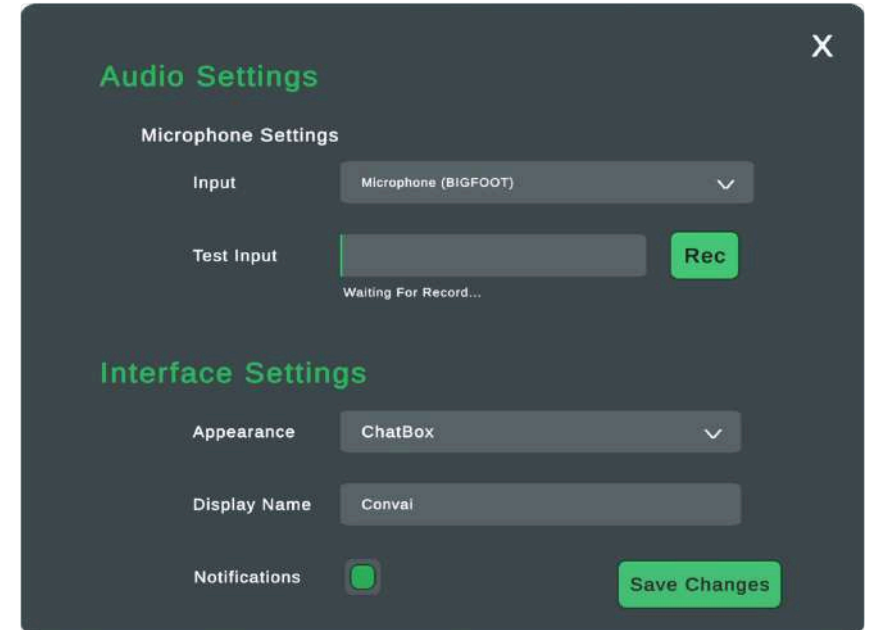 X
Audio Settings
Microphone Settings
Input Microphone (BIGFOOT)
Test Input Rec
Waiting For Record...
Interface Settings
Appearance ChatBox
Display Name Convai
Notifications Save Changes